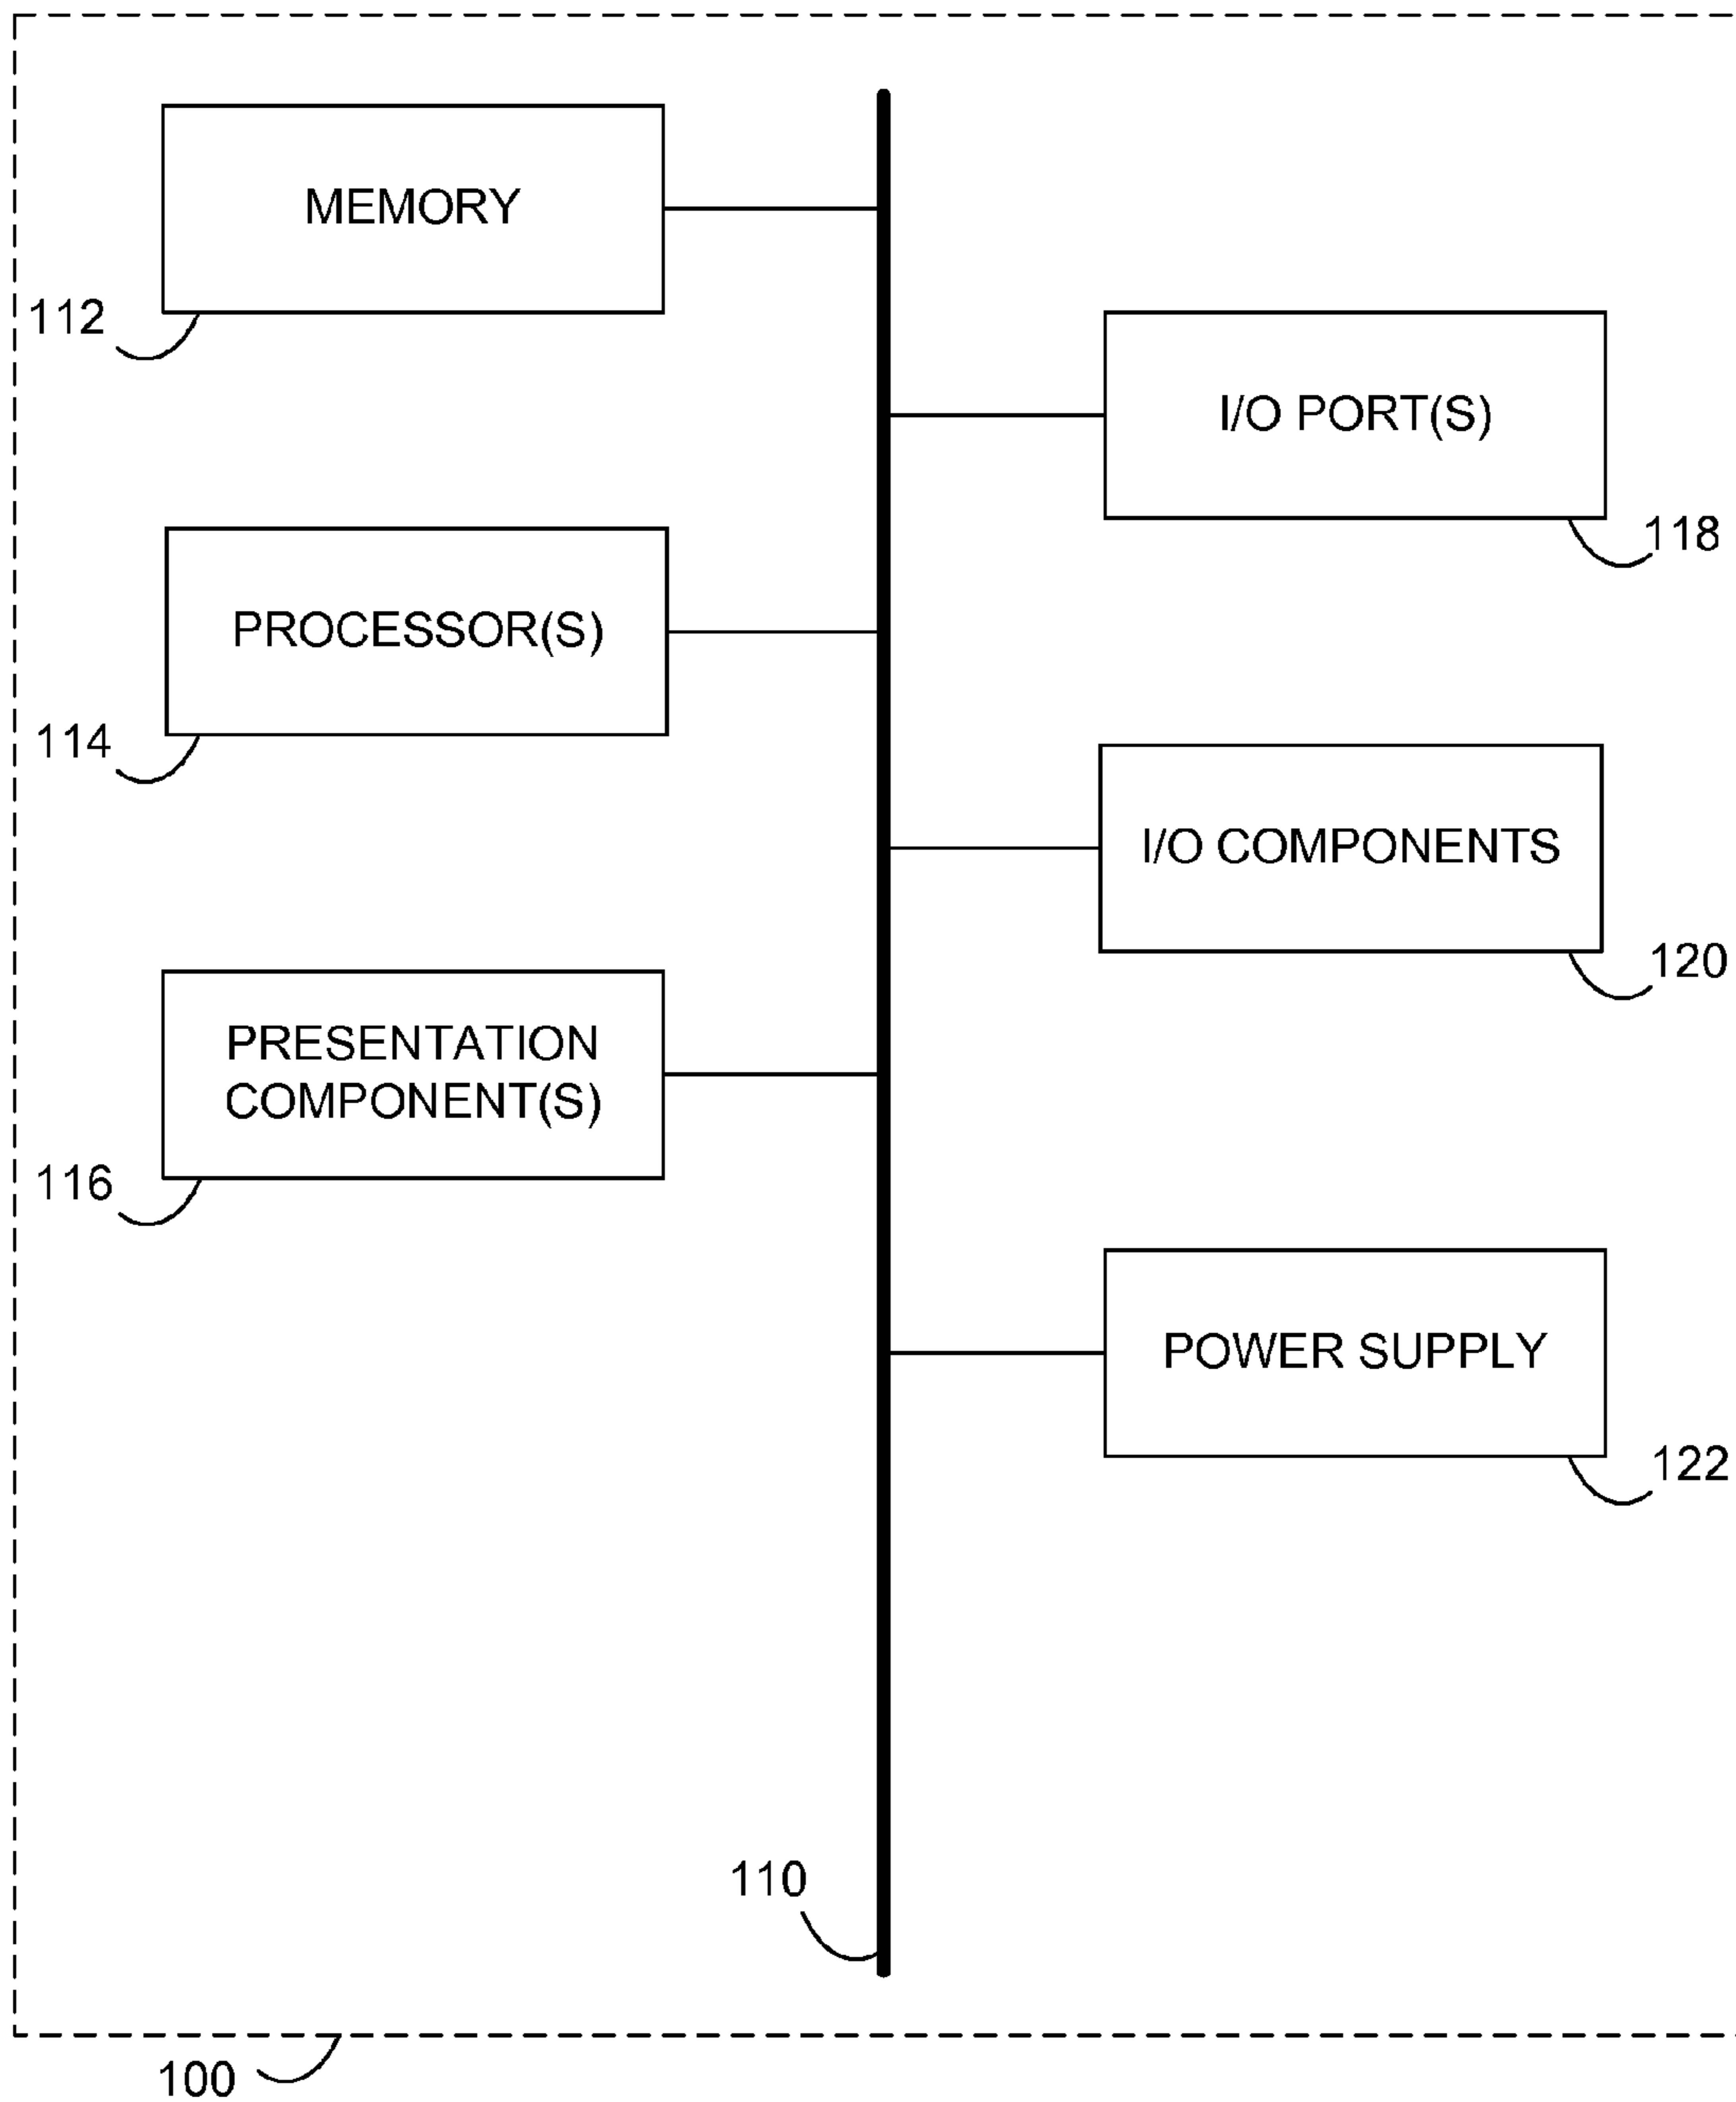 MEMORY
112
I/O PORT(S)
118
PROCESSOR(S)
114
I/O COMPONENTS
120
PRESENTATION
COMPONENT(S)
116
POWER SUPPLY
122
110
100